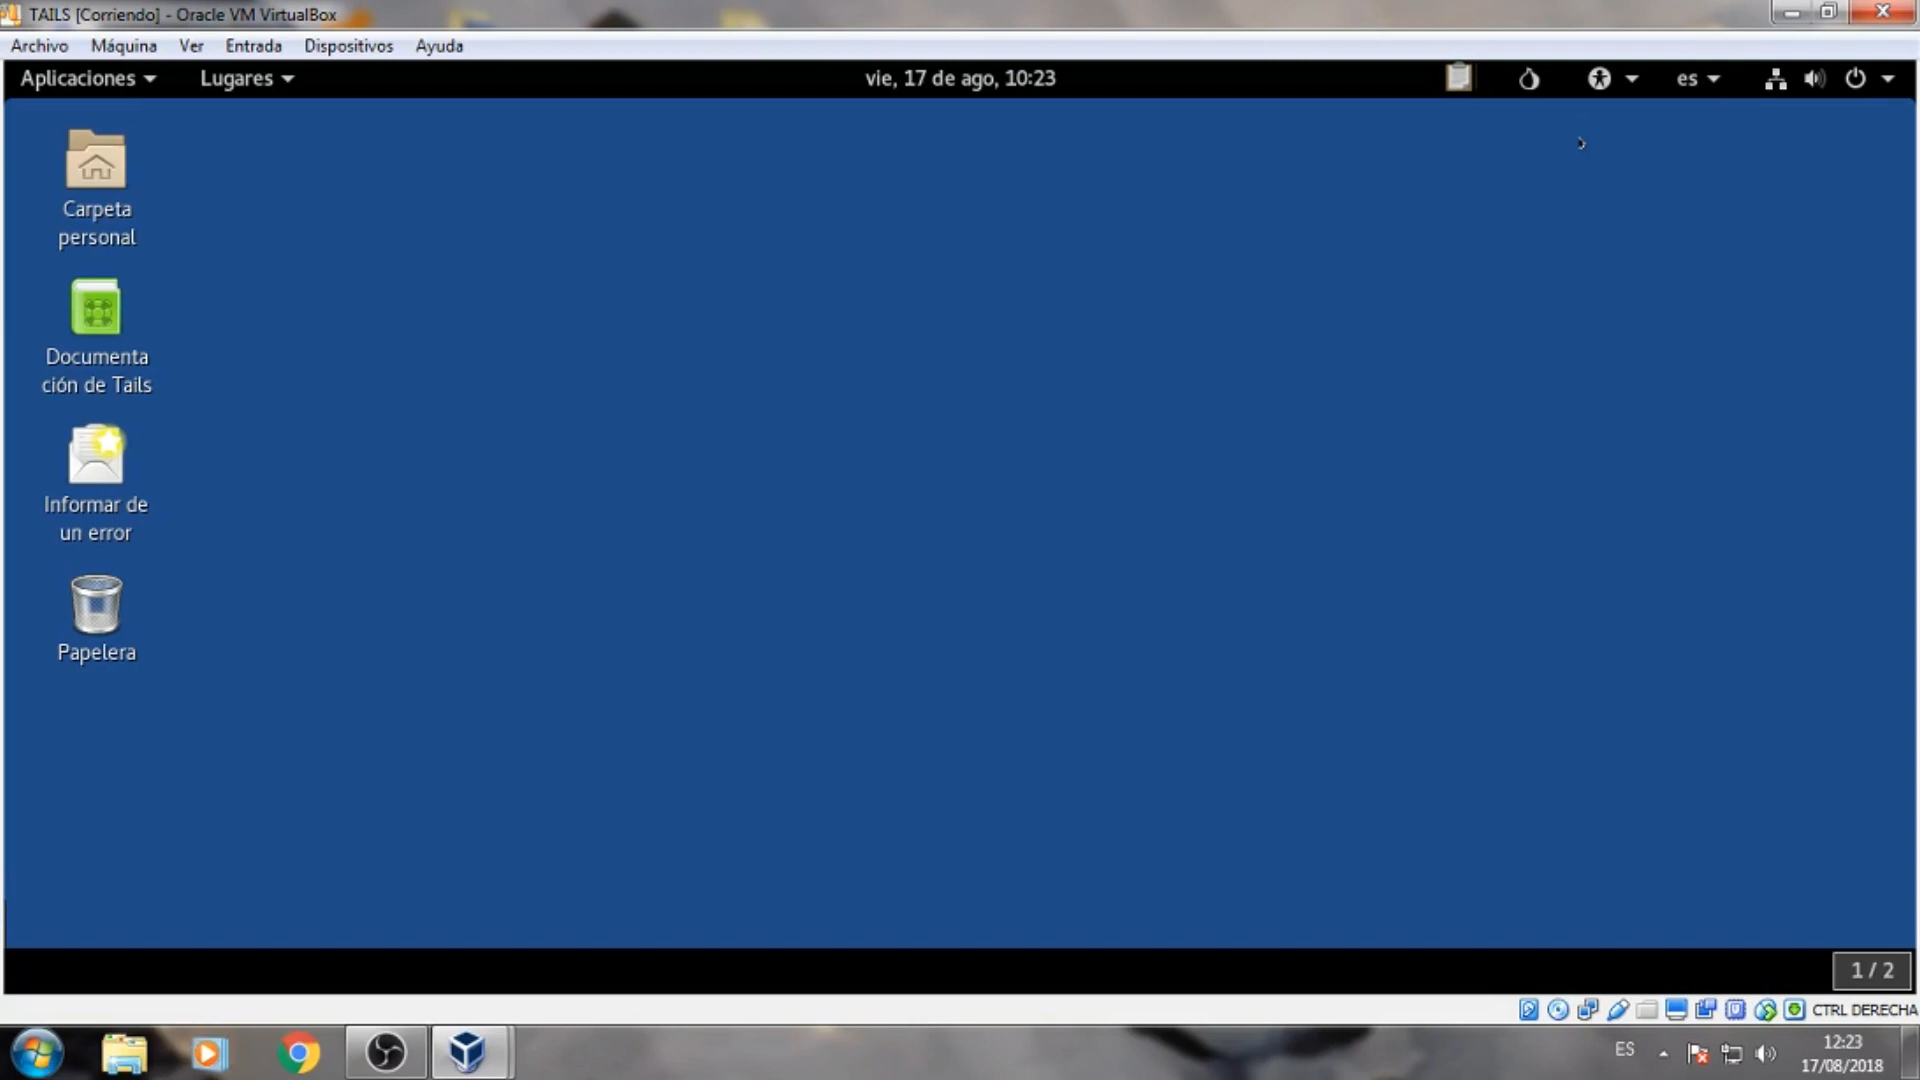 TAILS [Corriendo] - Oracle VM VirtualBox
Archivo Máquina Ver Entrada Dispositivos Ayuda
Aplicaciones Lugares vie, 17 de ago, 10:23 es
Carpeta
personal
Documenta
ción de Tails
Informar de
un error
Papelera
1 / 2
CTRL DERECHA
ES 12:23
17/08/2018